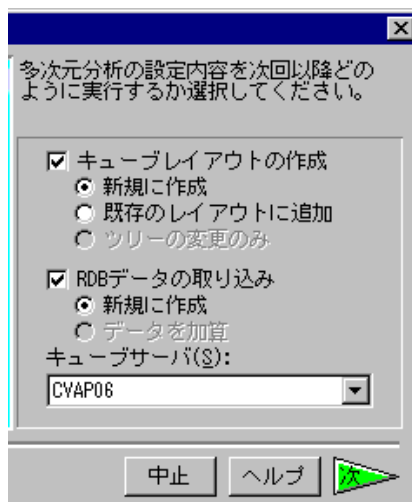 多次元分析の設定内容を次回以降どの
ように実行するか選択してください。
キューブレイアウトの作成
新規に作成
既存のレイアウトに追加
ツリーの変更のみ
RDBデータの取り込み
新規に作成
データを加算
キューブサーバ(S):
CVAP06
中止 ヘルプ 次